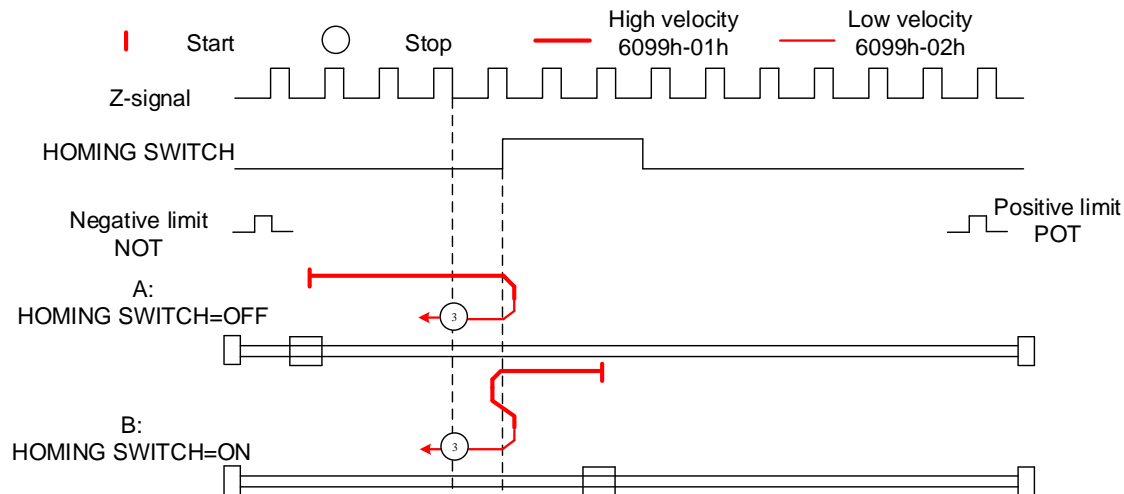 Start
Stop
High velocity
6099h-01h
Low velocity
6099h-02h
Z-signal
HOMING SWITCH
Negative limit
NOT
Positive limit
POT
A:
HOMING SWITCH=OFF
3
B:
HOMING SWITCH=ON
3